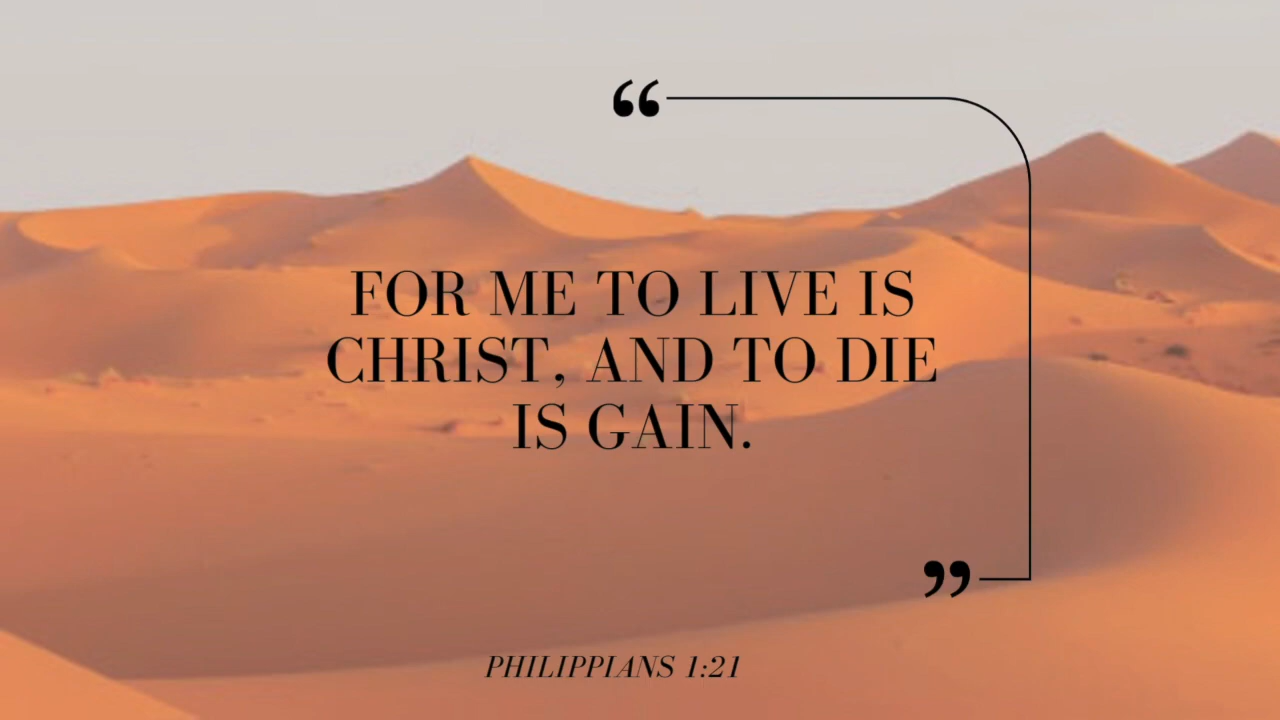 “
FOR ME TO LIVE IS
CHRIST, AND TO DIE
IS GAIN.
”
PHILIPPIANS 1:21